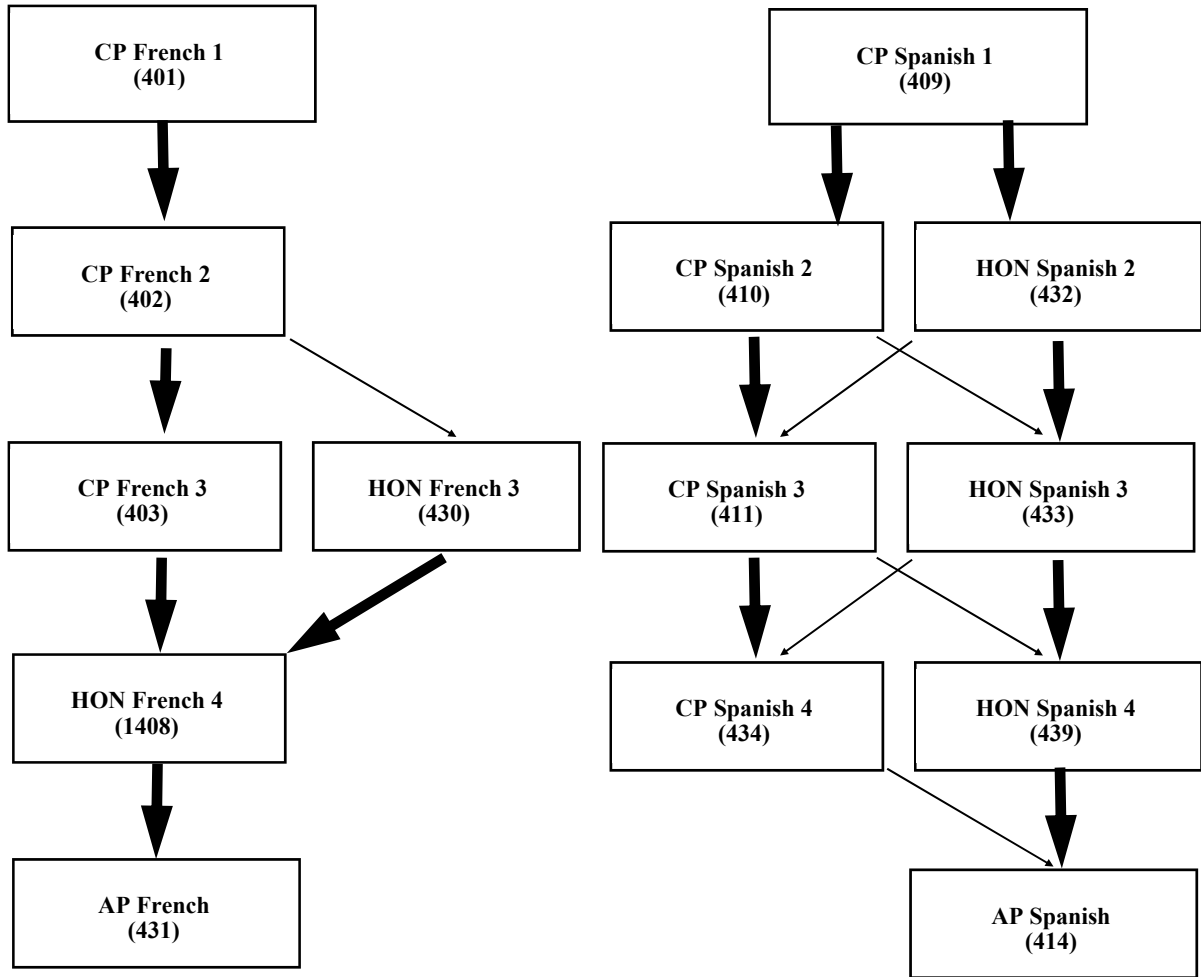 CP French 1
(401)
CP Spanish 1
(409)
CP French 2
(402)
CP Spanish 2
(410)
HON Spanish 2
(432)
CP French 3
(403)
HON French 3
(430)
CP Spanish 3
(411)
HON Spanish 3
(433)
HON French 4
(1408)
CP Spanish 4
(434)
HON Spanish 4
(439)
AP French
(431)
AP Spanish
(414)